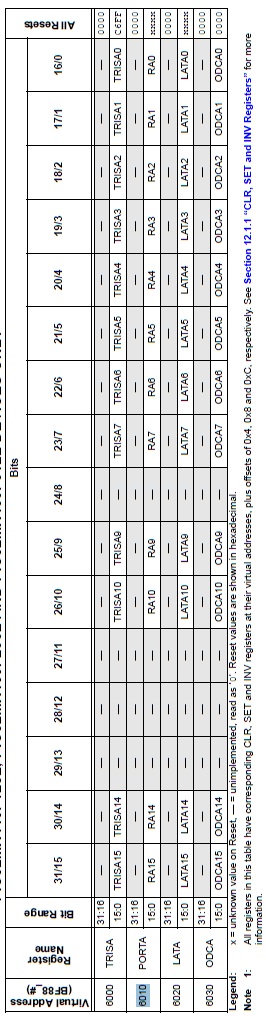 Virtual Address (BF88_#) Register Name Bit Range Bits All Resets
31/15 30/14 29/13 28/12 27/11 26/10 25/9 24/8 23/7 22/6 21/5 20/4 19/3 18/2 17/1 16/0
6000 TRISA 31:16 — — — — — — — — — — — — — — — — 0000
15:0 TRISA15 TRISA14 — — — TRISA10 TRISA9 — TRISA7 TRISA6 TRISA5 TRISA4 TRISA3 TRISA2 TRISA1 TRISA0 C6FF
6010 PORTA 31:16 — — — — — — — — — — — — — — — — 0000
15:0 RA15 RA14 — — — RA10 RA9 — RA7 RA6 RA5 RA4 RA3 RA2 RA1 RA0 xxxx
6020 LATA 31:16 — — — — — — — — — — — — — — — — 0000
15:0 LATA15 LATA14 — — — LATA10 LATA9 — LATA7 LATA6 LATA5 LATA4 LATA3 LATA2 LATA1 LATA0 xxxx
6030 ODCA 31:16 — — — — — — — — — — — — — — — — 0000
15:0 ODCA15 ODCA14 — — — ODCA10 ODCA9 — ODCA7 ODCA6 ODCA5 ODCA4 ODCA3 ODCA2 ODCA1 ODCA0 0000
Legend: x = unknown value on Reset, — = unimplemented, read as '0'. Reset values are shown in hexadecimal.
Note 1: All registers in this table have corresponding CLR, SET and INV registers at their virtual addresses, plus offsets of 0x4, 0x8 and 0xC, respectively. See Section 12.1.1 "CLR, SET and INV Registers" for more
information.